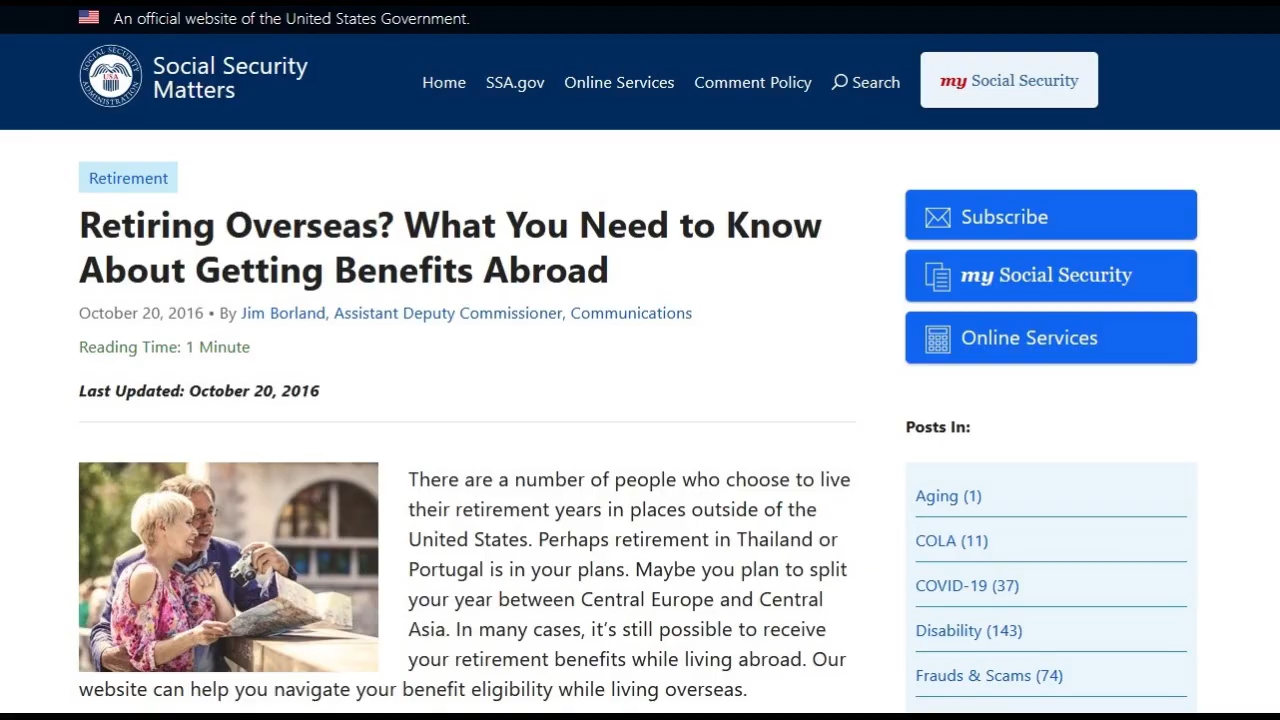 An official website of the United States Government.
SOCIAL SECURITY ADMINISTRATION
USA
Social Security
Matters
Home SSA.gov Online Services Comment Policy Search my Social Security
Retirement
Retiring Overseas? What You Need to Know
About Getting Benefits Abroad
October 20, 2016 • By Jim Borland, Assistant Deputy Commissioner, Communications
Reading Time: 1 Minute
Last Updated: October 20, 2016
There are a number of people who choose to live
their retirement years in places outside of the
United States. Perhaps retirement in Thailand or
Portugal is in your plans. Maybe you plan to split
your year between Central Europe and Central
Asia. In many cases, it’s still possible to receive
your retirement benefits while living abroad. Our
website can help you navigate your benefit eligibility while living overseas.
Subscribe
my Social Security
Online Services
Posts In:
Aging (1)
COLA (11)
COVID-19 (37)
Disability (143)
Frauds & Scams (74)